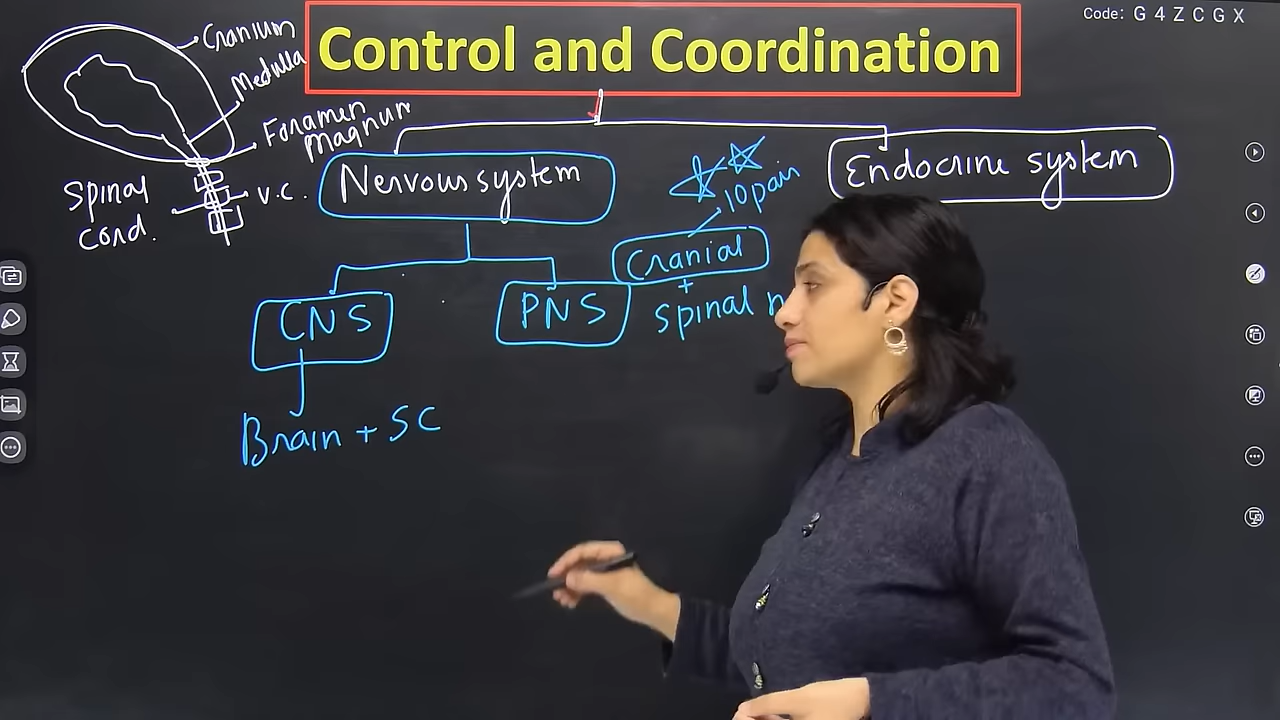 Code: G 4 Z C G X
Control and Coordination
Cranium
Medulla
Foramen
magnum
V.C.
Spinal
Cord.
Nervous system
Endocrine system
10 pair
Cranial
+
Spinal n
CNS
PNS
Brain + SC